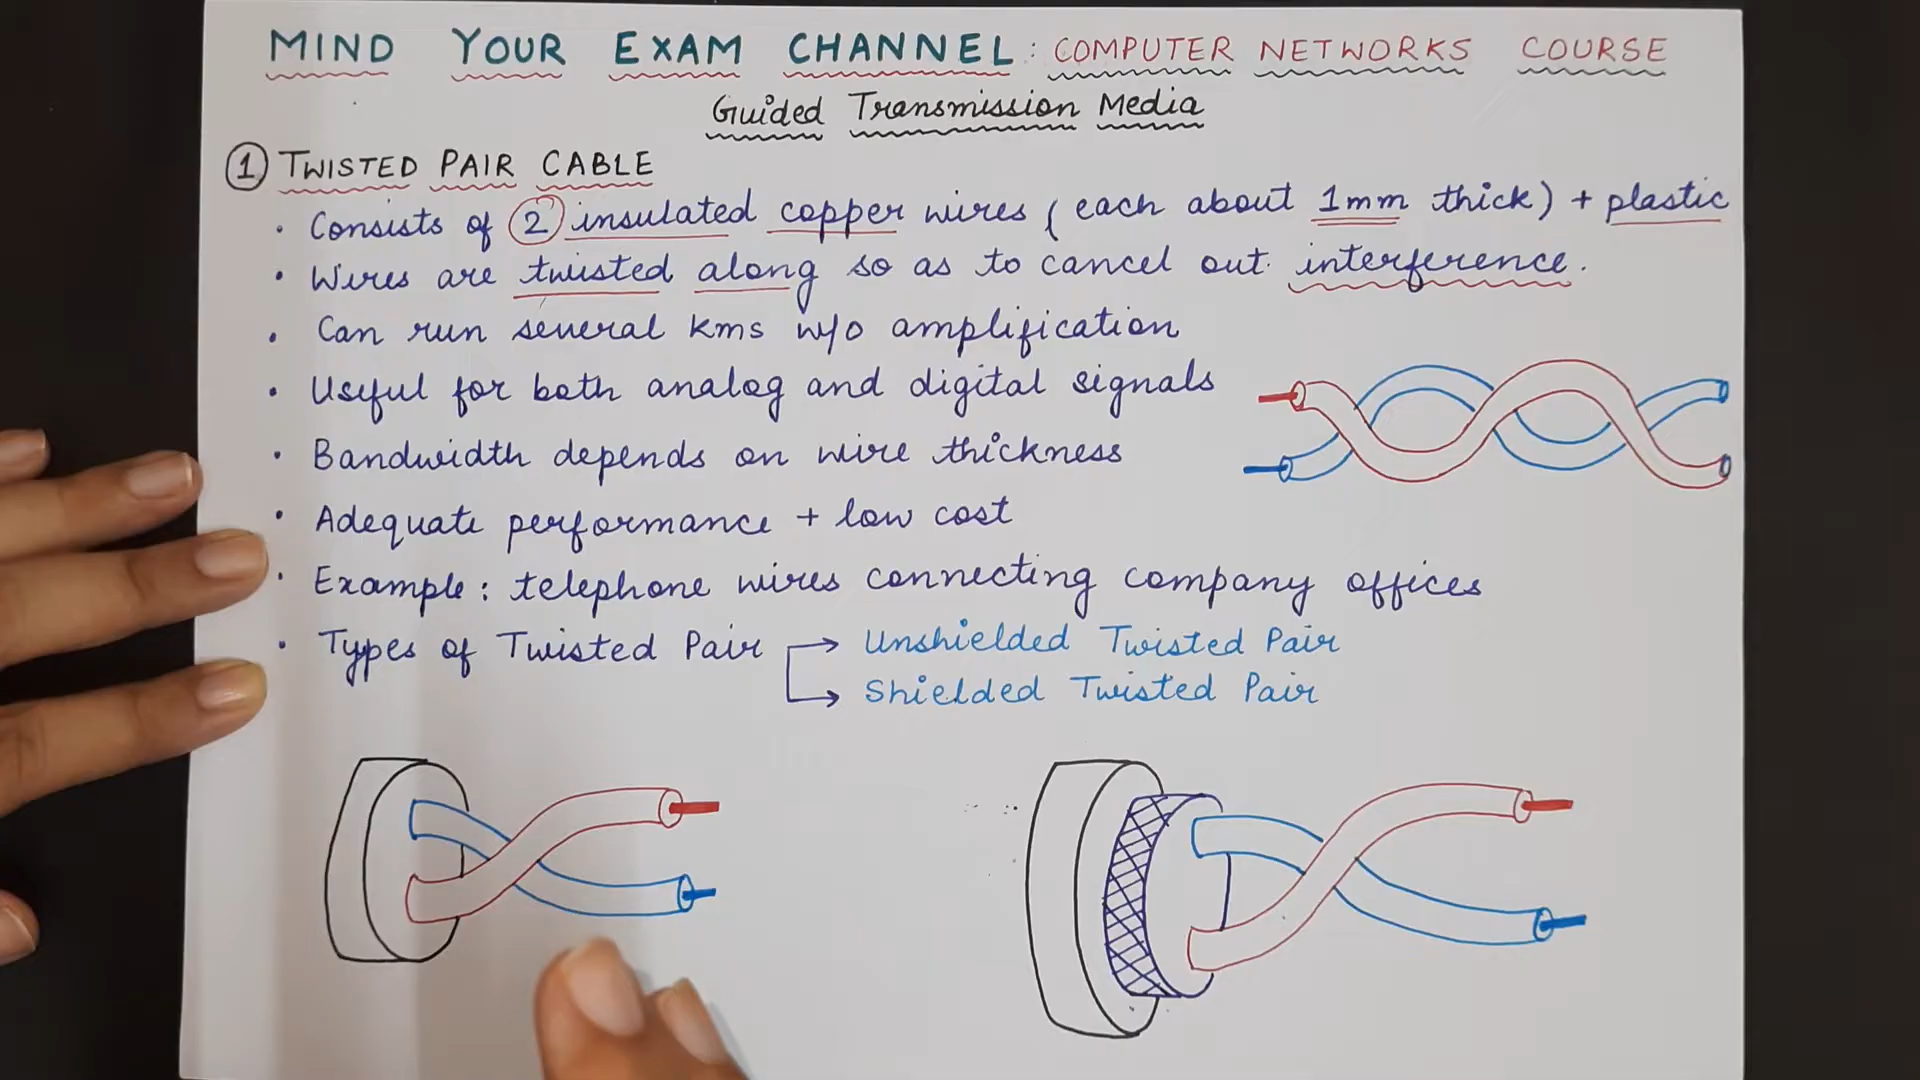 MIND YOUR EXAM CHANNEL: COMPUTER NETWORKS COURSE
Guided Transmission Media
① TWISTED PAIR CABLE
• Consists of 2 insulated copper wires (each about 1mm thick) + plastic
• Wires are twisted along so as to cancel out interference.
• Can run several kms w/o amplification
• Useful for both analog and digital signals
• Bandwidth depends on wire thickness
• Adequate performance + low cost
• Example: telephone wires connecting company offices
• Types of Twisted Pair → Unshielded Twisted Pair
→ Shielded Twisted Pair